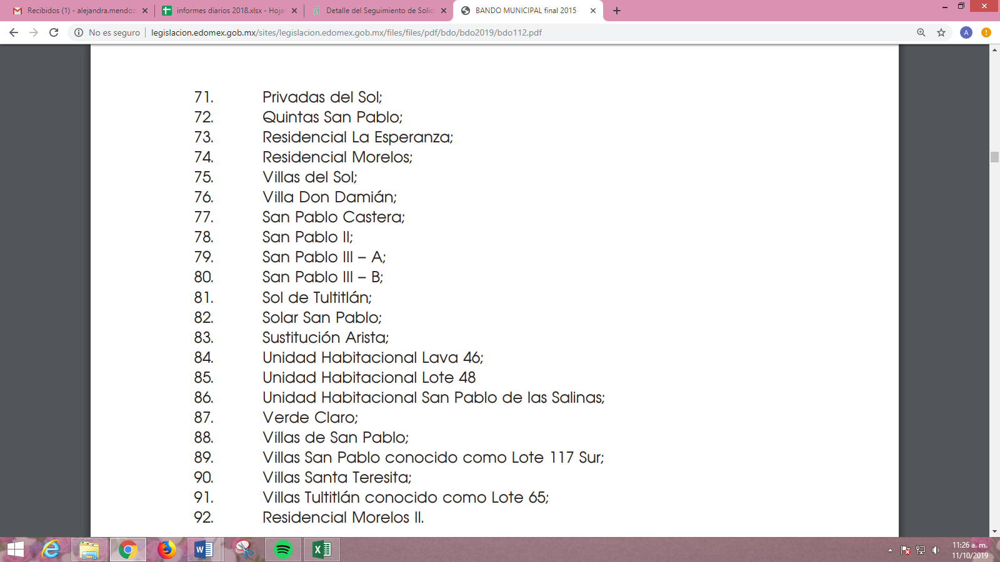 Recibidos (1) - alejandra.mendoz
informes diarios 2018.xlsx - Hoja
Detalle del Seguimiento de Solic
BANDO MUNICIPAL final 2015
No es seguro
legislacion.edomex.gob.mx/sites/legislacion.edomex.gob.mx/files/files/pdf/bdo/bdo2019/bdo112.pdf
A
71. Privadas del Sol;
72. Quintas San Pablo;
73. Residencial La Esperanza;
74. Residencial Morelos;
75. Villas del Sol;
76. Villa Don Damián;
77. San Pablo Castera;
78. San Pablo II;
79. San Pablo III – A;
80. San Pablo III – B;
81. Sol de Tultitlán;
82. Solar San Pablo;
83. Sustitución Arista;
84. Unidad Habitacional Lava 46;
85. Unidad Habitacional Lote 48
86. Unidad Habitacional San Pablo de las Salinas;
87. Verde Claro;
88. Villas de San Pablo;
89. Villas San Pablo conocido como Lote 117 Sur;
90. Villas Santa Teresita;
91. Villas Tultitlán conocido como Lote 65;
92. Residencial Morelos II.
11:26 a. m.
11/10/2019